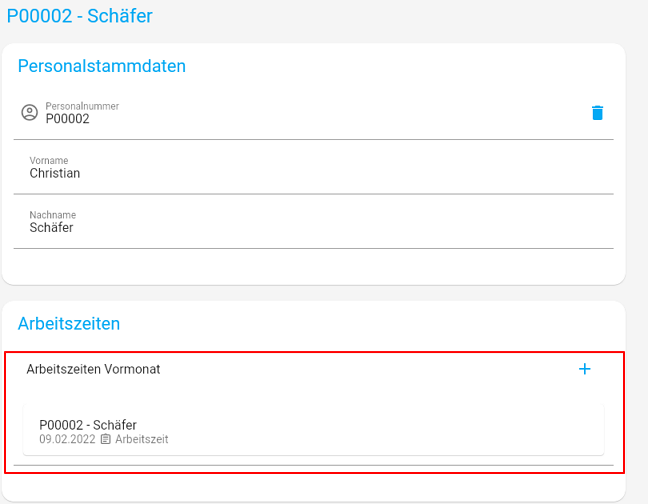 P00002 - Schäfer
Personalstammdaten
Personalnummer
P00002
Vorname
Christian
Nachname
Schäfer
Arbeitszeiten
Arbeitszeiten Vormonat
P00002 - Schäfer
09.02.2022 Arbeitszeit